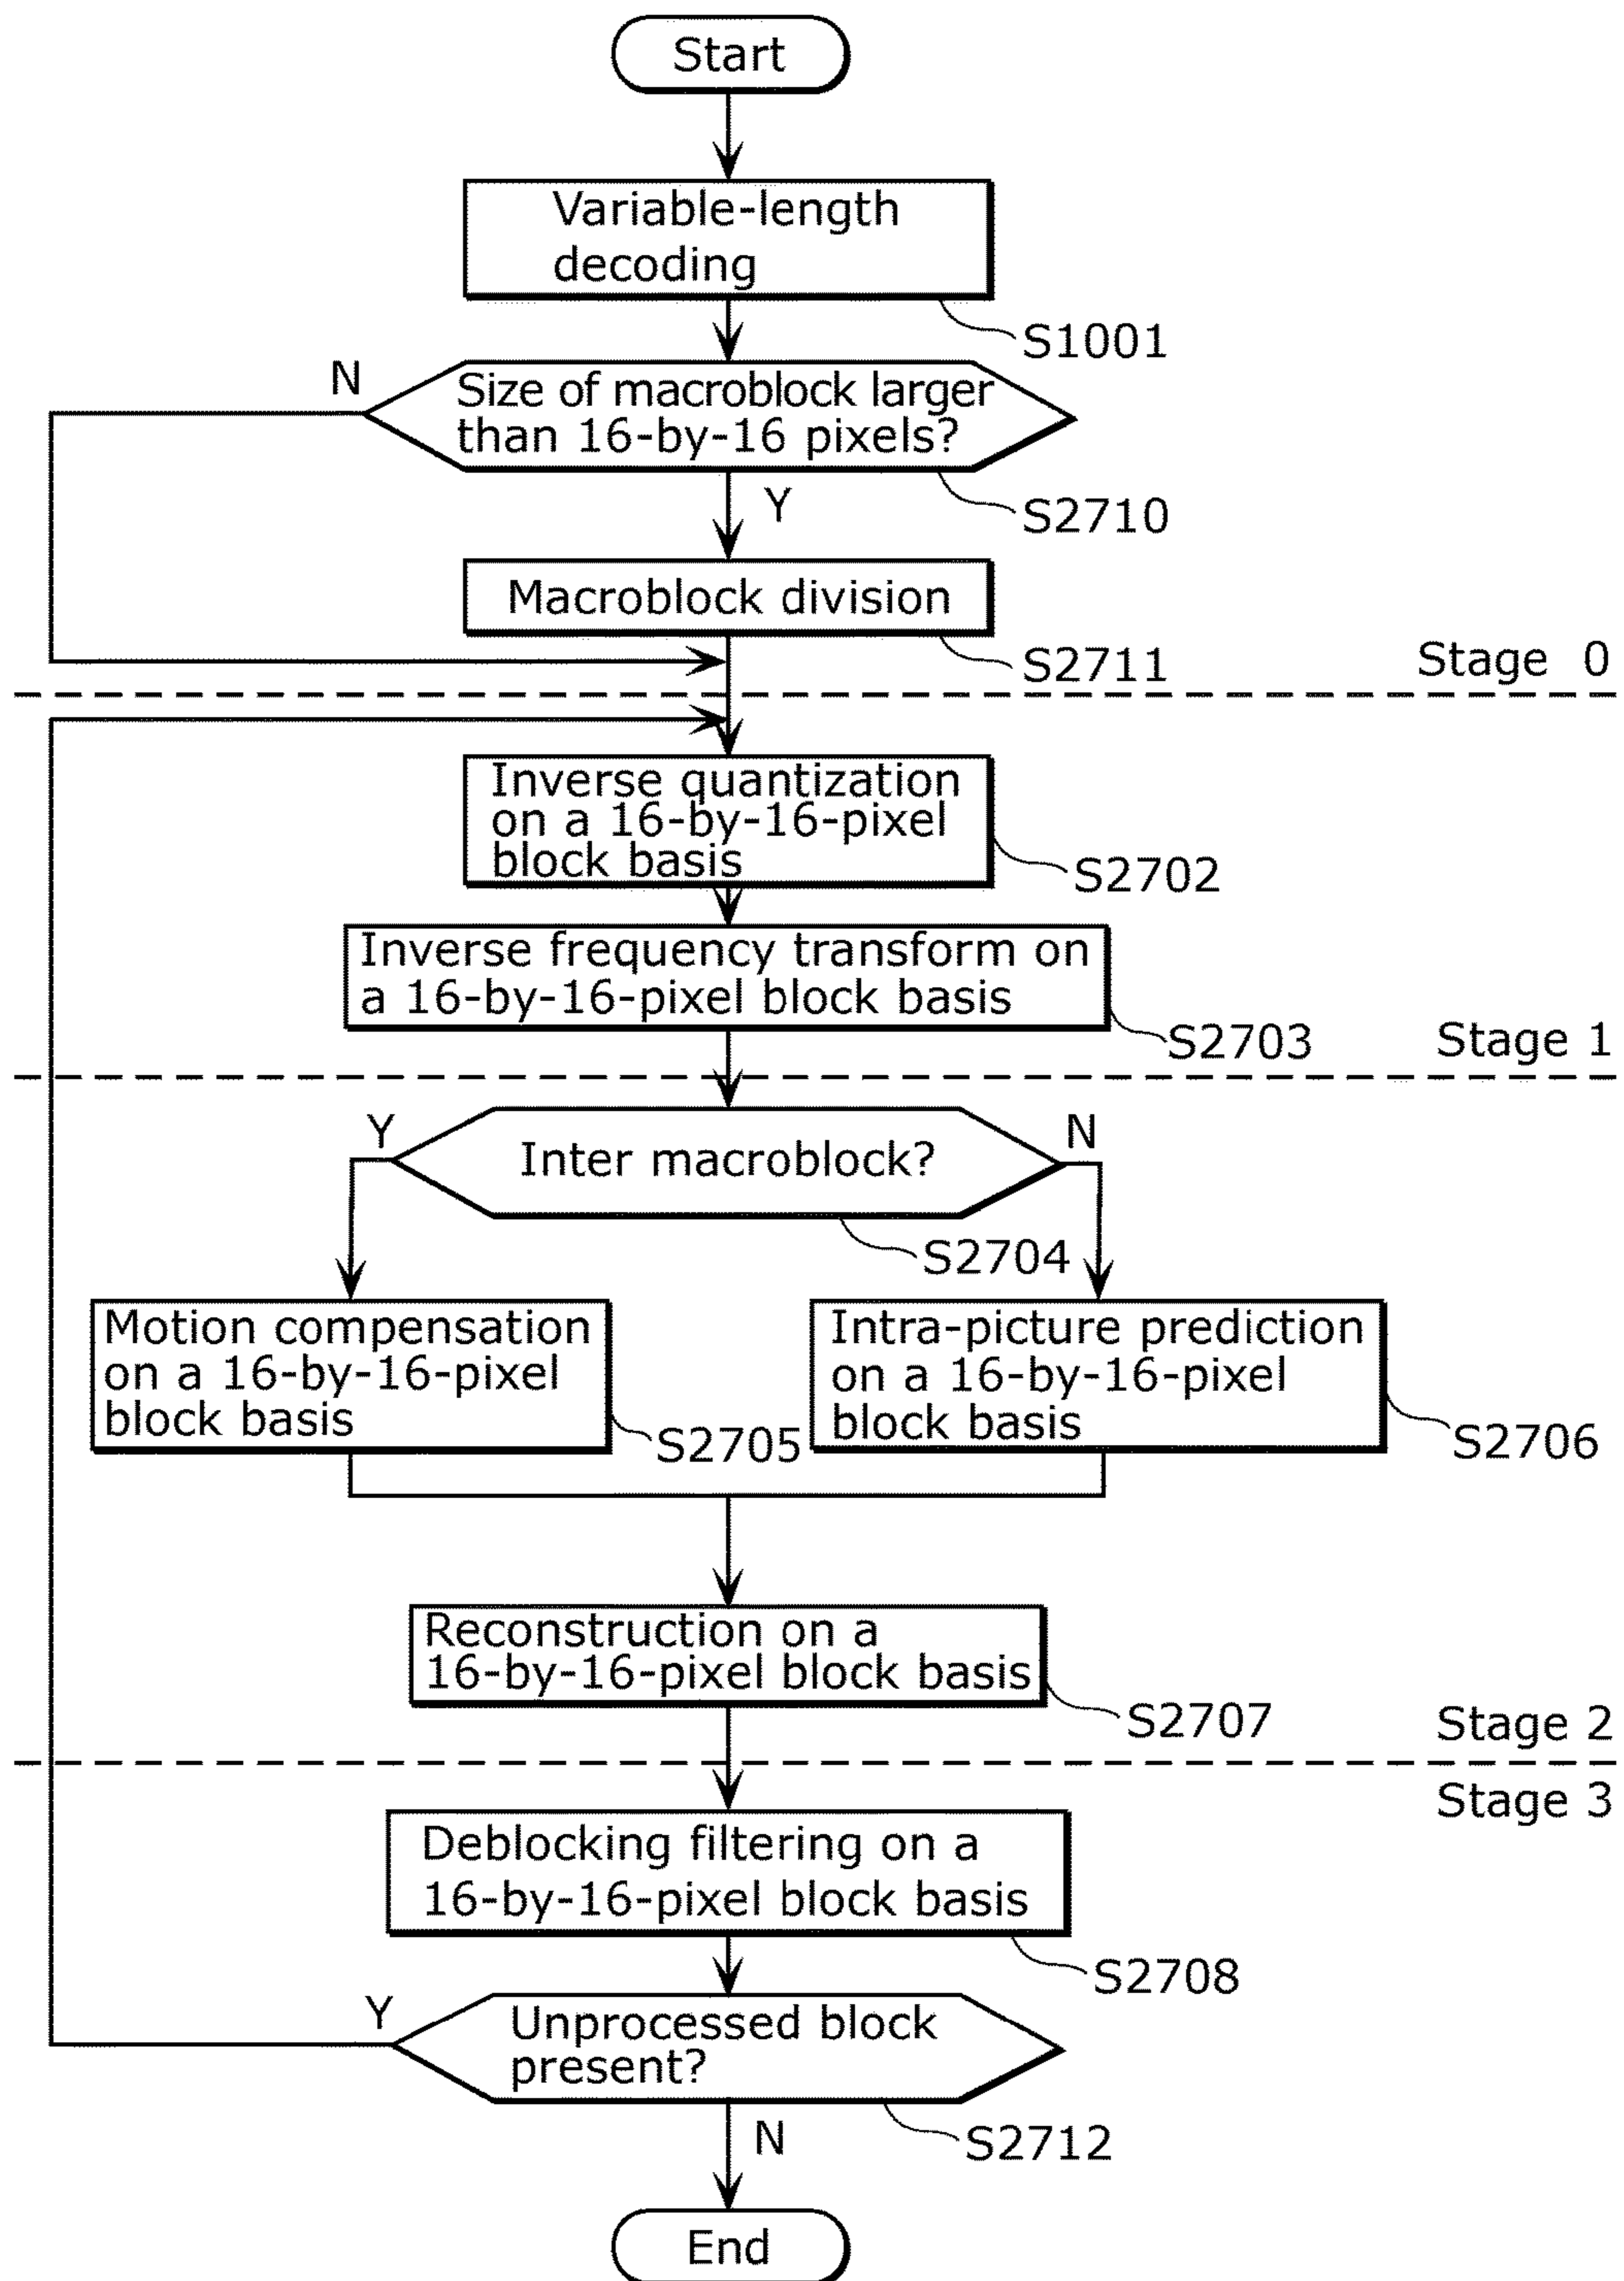 Start
Variable-length
decoding
S1001
N
Size of macroblock larger
than 16-by-16 pixels?
Y
S2710
Macroblock division
S2711
Stage 0
Inverse quantization
on a 16-by-16-pixel
block basis
S2702
Inverse frequency transform on
a 16-by-16-pixel block basis
S2703
Stage 1
Y
N
Inter macroblock?
S2704
Motion compensation
on a 16-by-16-pixel
block basis
S2705
Intra-picture prediction
on a 16-by-16-pixel
block basis
S2706
Reconstruction on a
16-by-16-pixel block basis
S2707
Stage 2
Stage 3
Deblocking filtering on a
16-by-16-pixel block basis
S2708
Y
Unprocessed block
present?
N
S2712
End